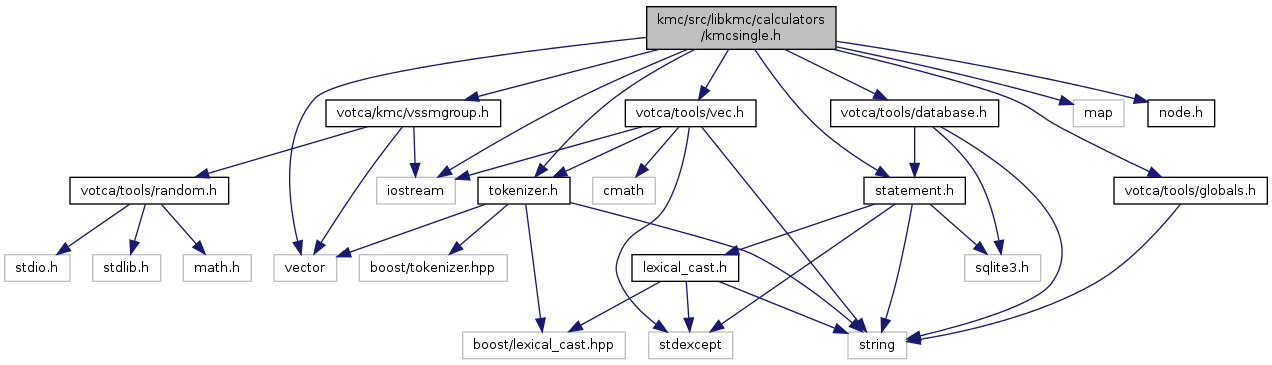 kmc/src/libkmc/calculators
/kmcsingle.h
votca/kmc/vssmgroup.h
votca/tools/vec.h
votca/tools/database.h
map
node.h
votca/tools/random.h
iostream
tokenizer.h
cmath
statement.h
votca/tools/globals.h
stdio.h
stdlib.h
math.h
vector
boost/tokenizer.hpp
lexical_cast.h
sqlite3.h
boost/lexical_cast.hpp
stdexcept
string